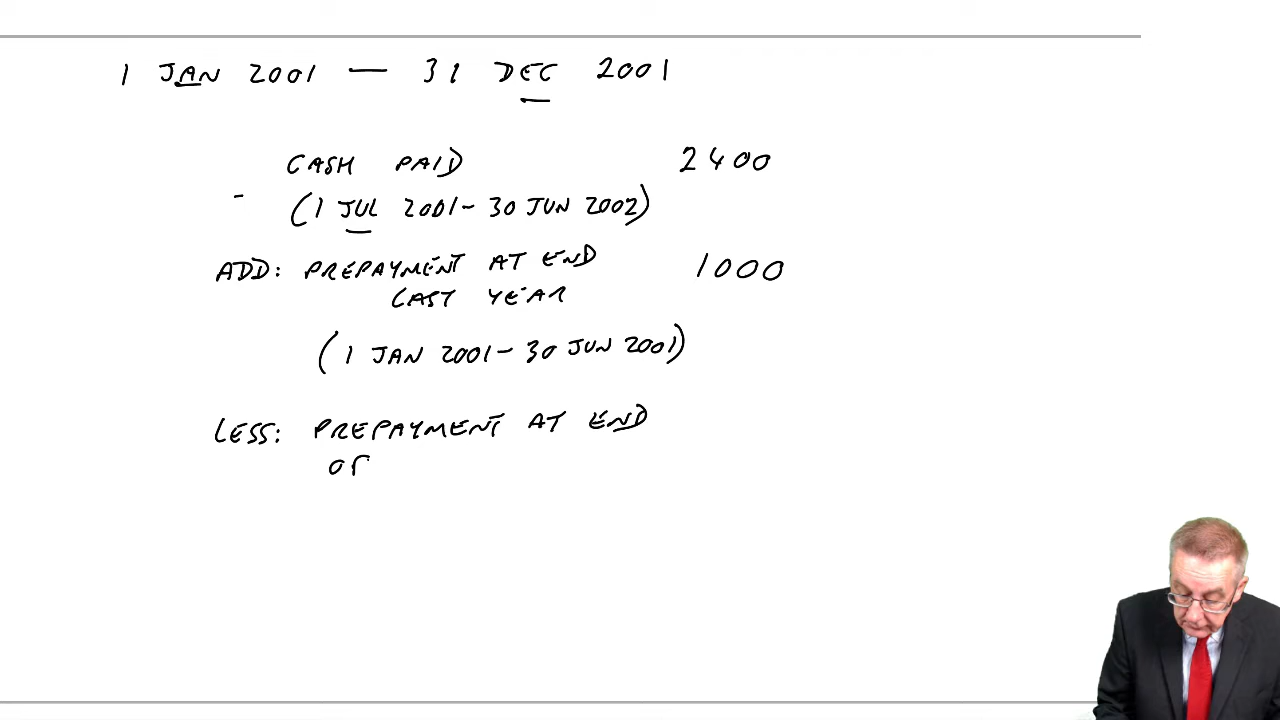 1 JAN 2001 — 31 DEC 2001
CASH PAID 2400
(1 JUL 2001 - 30 JUN 2002)
ADD: PREPAYMENT AT END 1000
LAST YEAR
(1 JAN 2001 - 30 JUN 2001)
LESS: PREPAYMENT AT END
OF